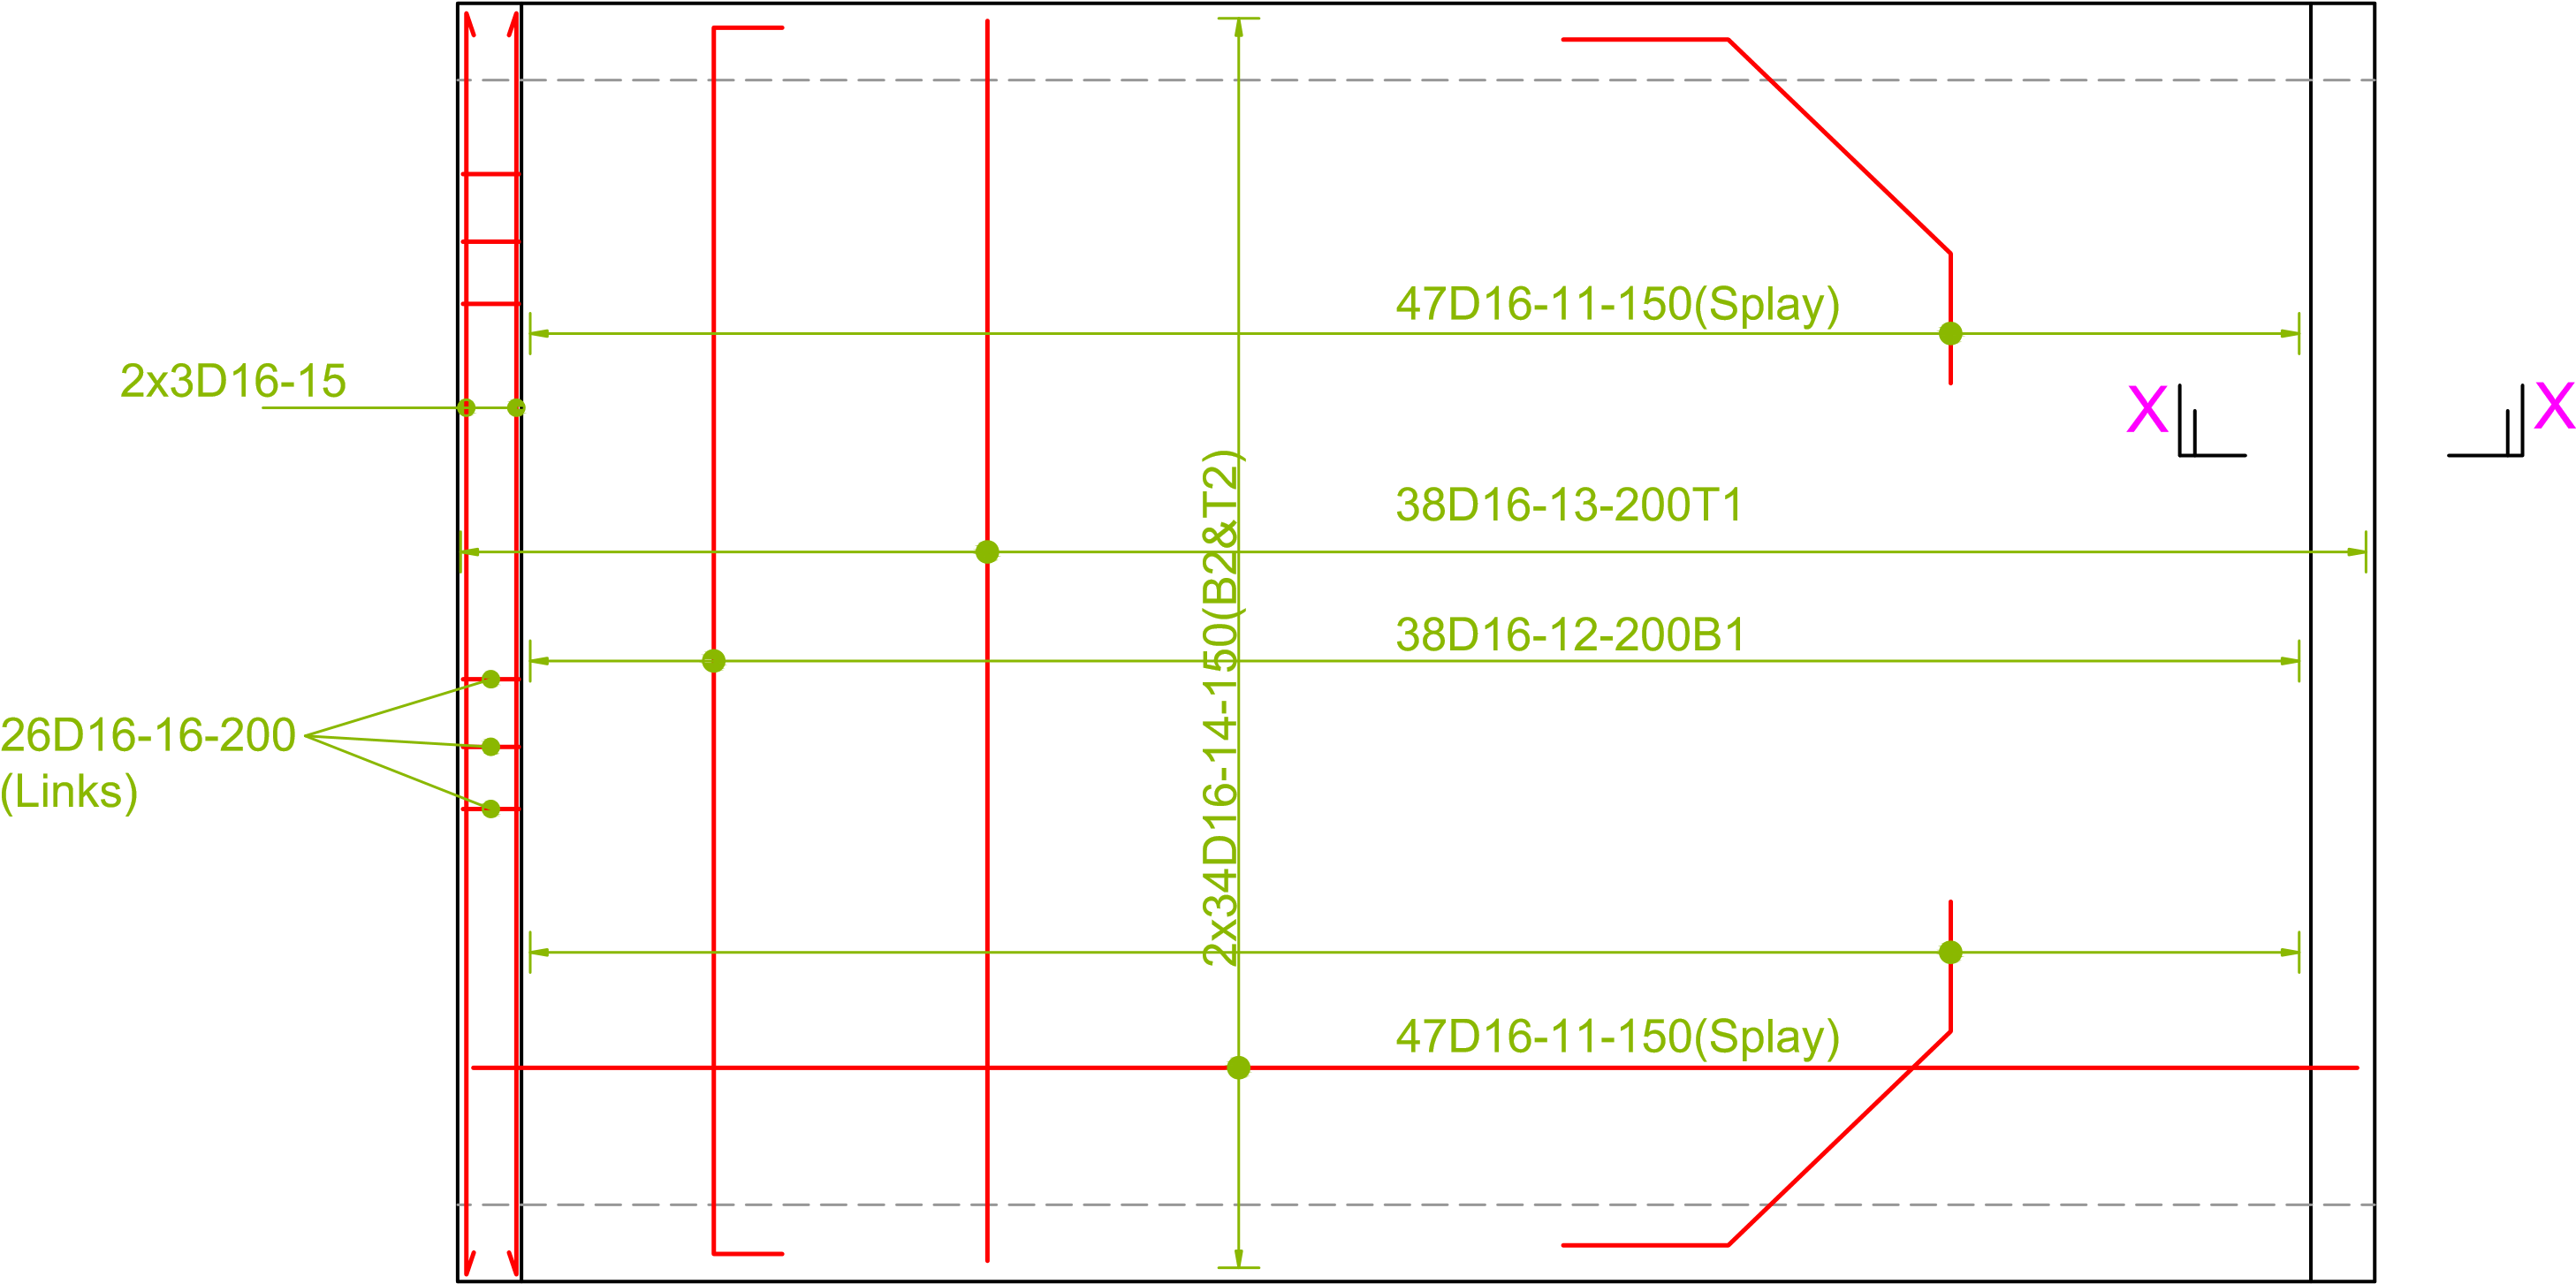 47D16-11-150(Splay)
2x3D16-15
X
X
38D16-13-200T1
2x34D16-14-150(B2&T2)
38D16-12-200B1
26D16-16-200
(Links)
47D16-11-150(Splay)